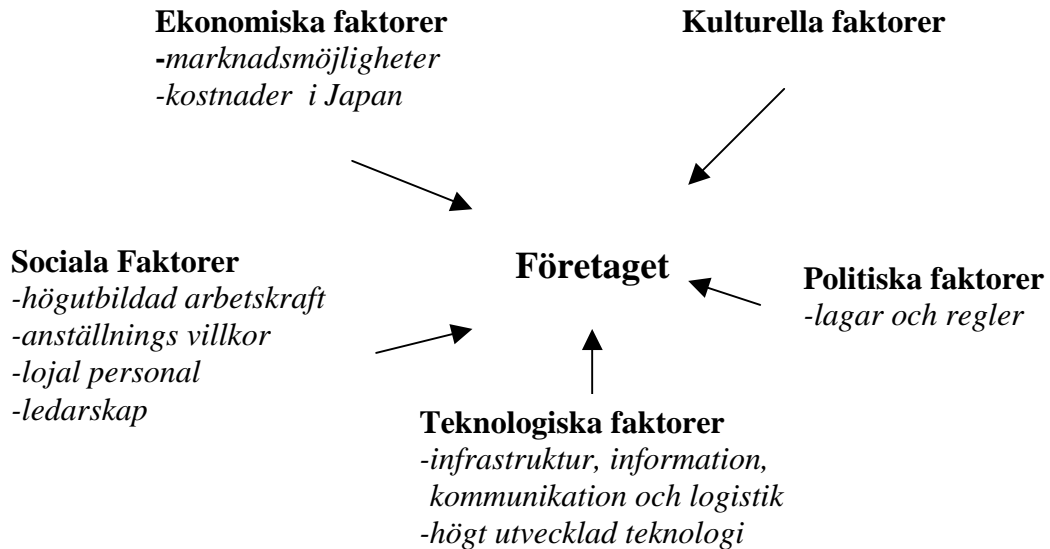 Ekonomiska faktorer
-marknadsmöjligheter
-kostnader i Japan
Kulturella faktorer
Företaget
Sociala Faktorer
-högutbildad arbetskraft
-anställnings villkor
-lojal personal
-ledarskap
Politiska faktorer
-lagar och regler
Teknologiska faktorer
-infrastruktur, information,
kommunikation och logistik
-högt utvecklad teknologi